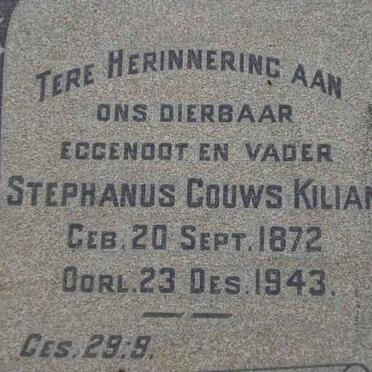 TERE HERINNERING AAN
ONS DIERBAAR
EGGENOOT EN VADER
STEPHANUS GOUWS KILIAN
GEB. 20 SEPT. 1872
OORL. 23 DES. 1943.
GES. 29:9.